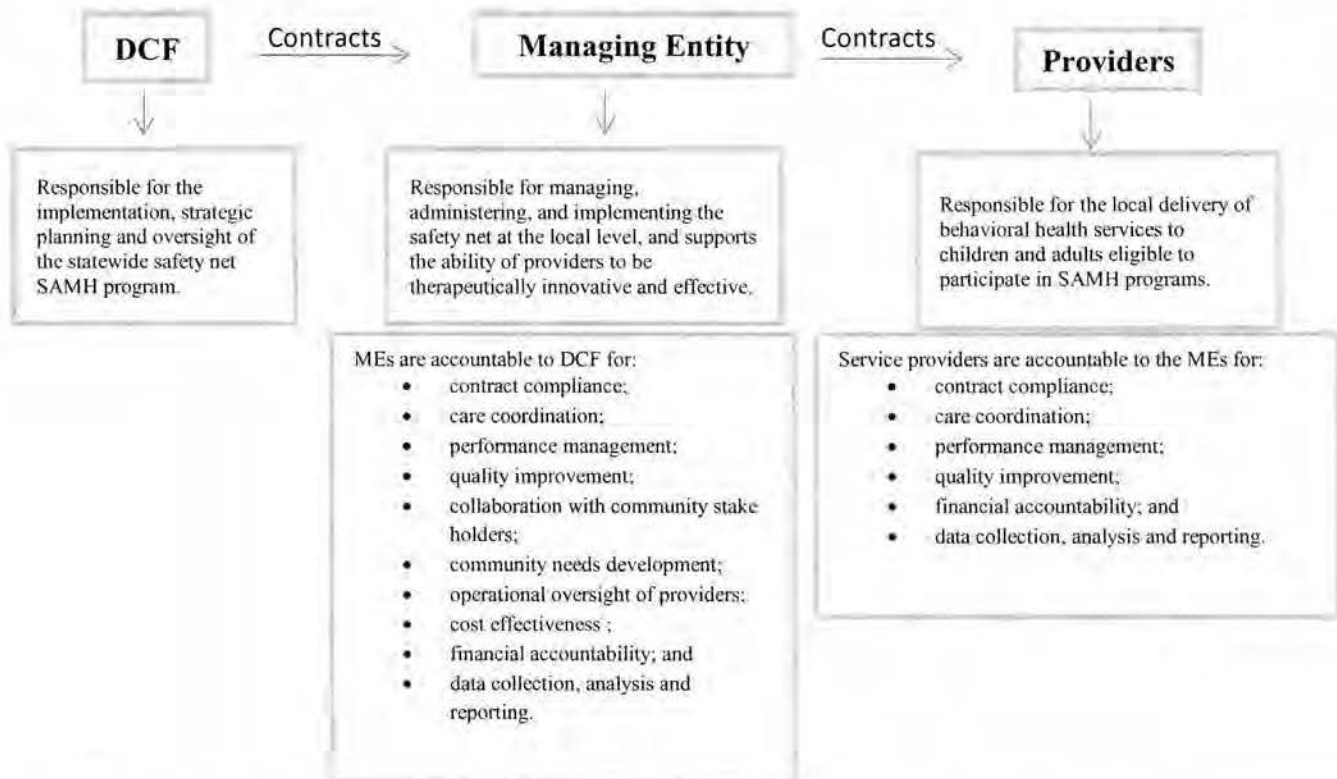 DCF
Contracts
Managing Entity
Contracts
Providers
Responsible for the
implementation, strategic
planning and oversight of
the statewide safety net
SAMH program.
Responsible for managing,
administering, and implementing the
safety net at the local level, and supports
the ability of providers to be
therapeutically innovative and effective.
Responsible for the local delivery of
behavioral health services to
children and adults eligible to
participate in SAMH programs.
MEs are accountable to DCF for:
• contract compliance;
• care coordination;
• performance management;
• quality improvement;
• collaboration with community stake
holders;
• community needs development;
• operational oversight of providers;
• cost effectiveness ;
• financial accountability; and
• data collection, analysis and
reporting.
Service providers are accountable to the MEs for:
• contract compliance;
• care coordination;
• performance management;
• quality improvement;
• financial accountability; and
• data collection, analysis and reporting.